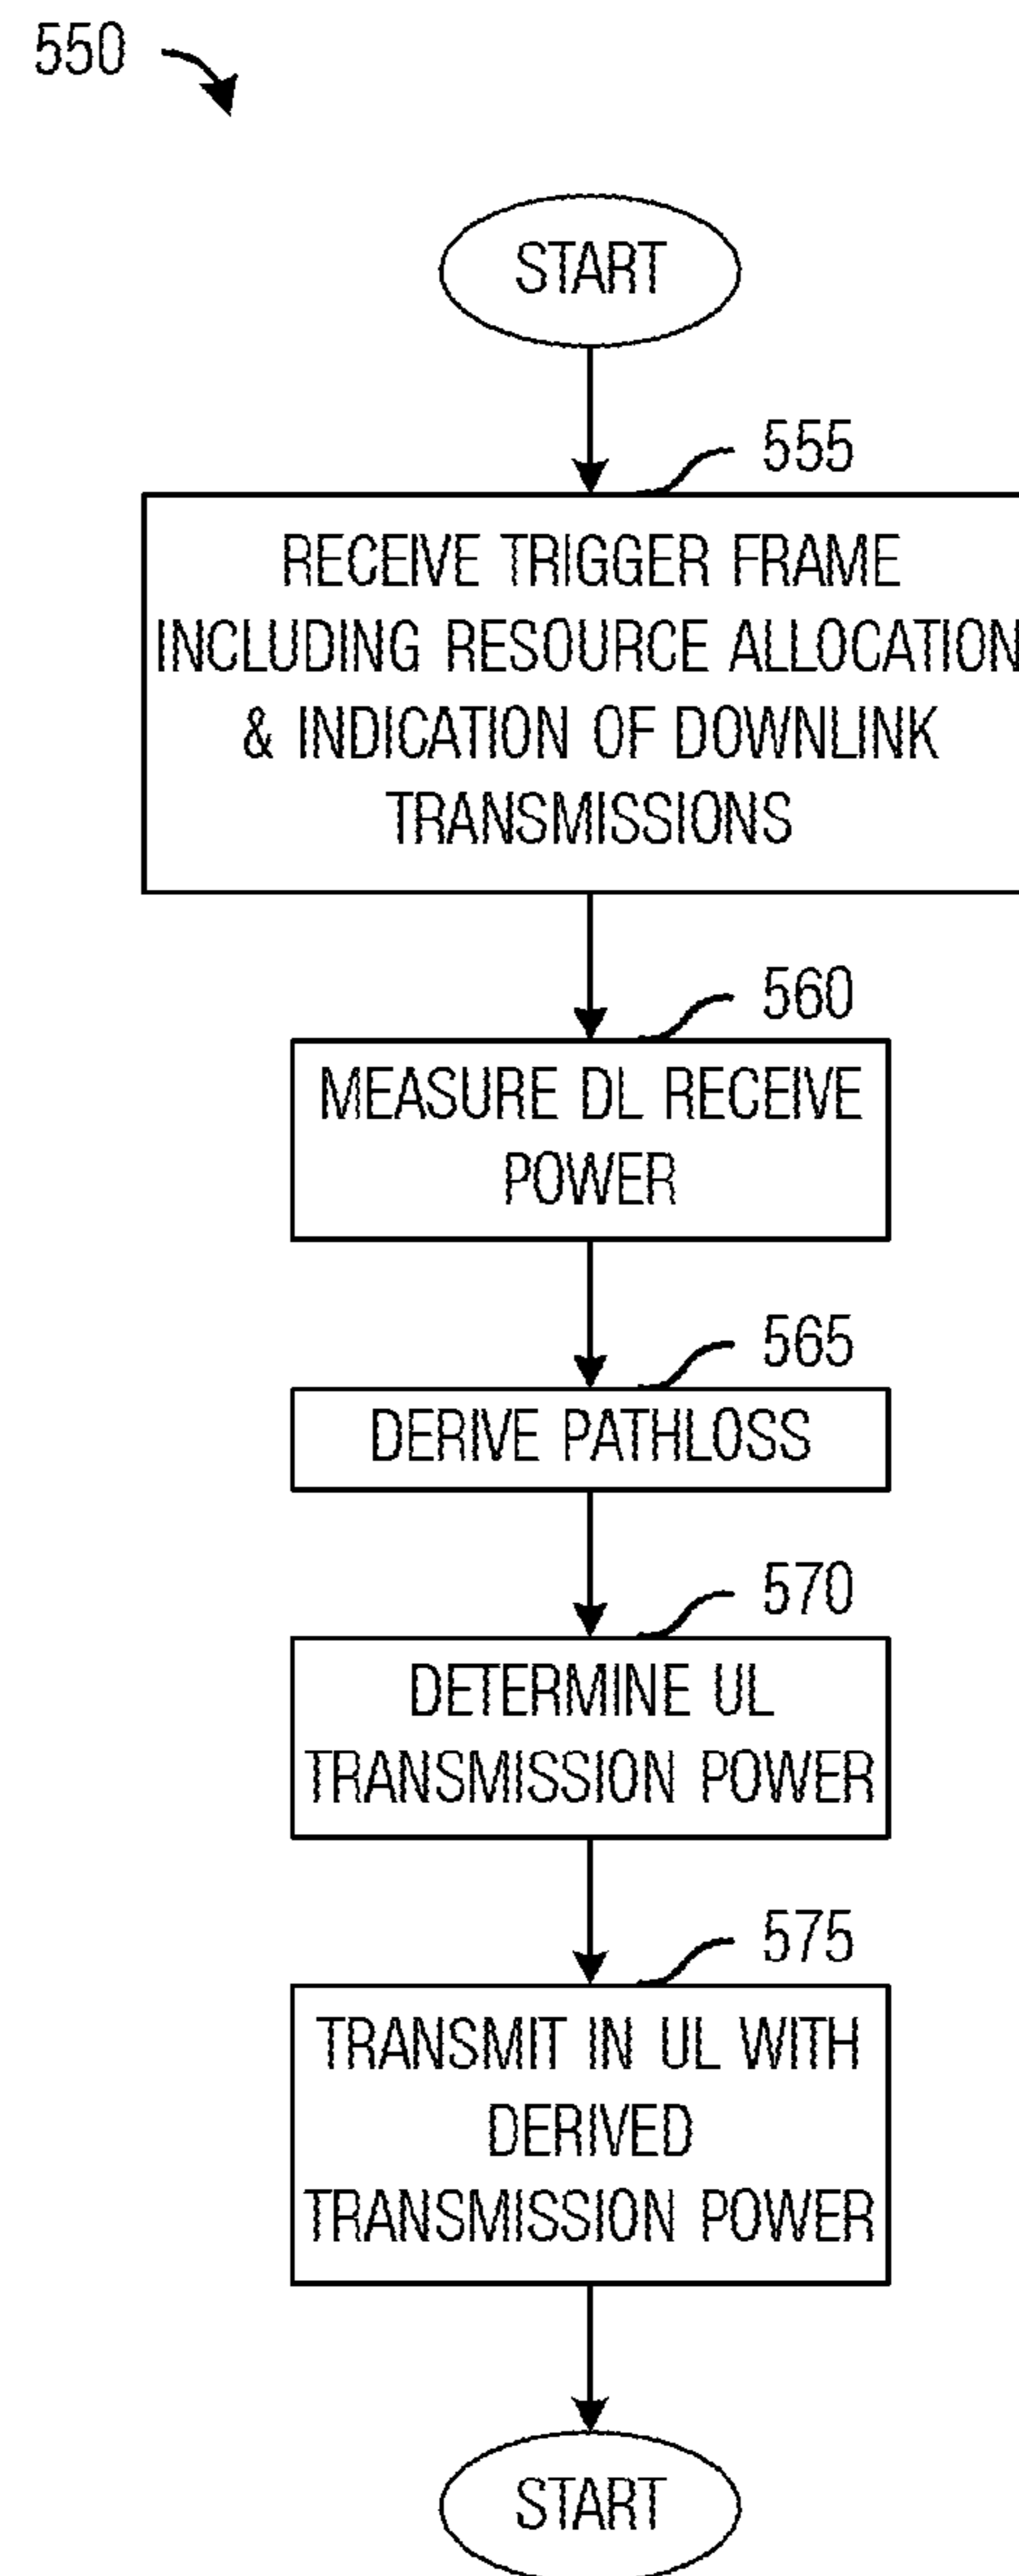 550
START
555
RECEIVE TRIGGER FRAME
INCLUDING RESOURCE ALLOCATION
& INDICATION OF DOWNLINK
TRANSMISSIONS
560
MEASURE DL RECEIVE
POWER
565
DERIVE PATHLOSS
570
DETERMINE UL
TRANSMISSION POWER
575
TRANSMIT IN UL WITH
DERIVED
TRANSMISSION POWER
START